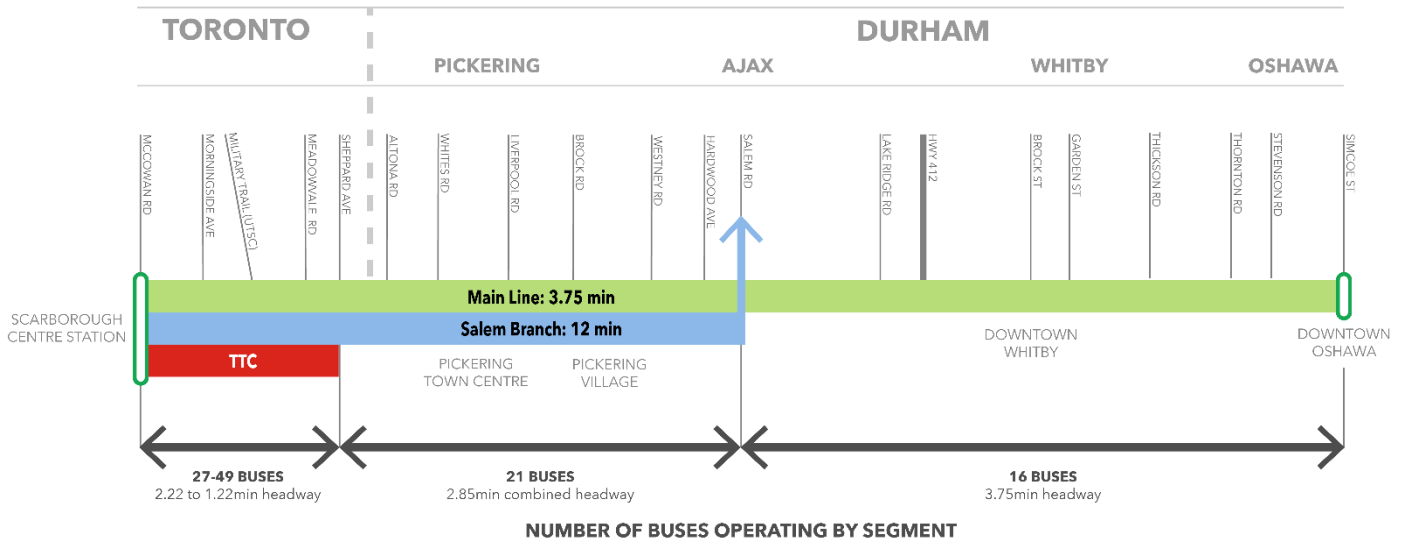 TORONTO
DURHAM
PICKERING
AJAX
WHITBY
OSHAWA
MCCOWAN RD
MORNINGSIDE AVE
MILITARY TRAIL (UTSC)
MEADOWVALE RD
SHEPPARD AVE
ALTONA RD
WHITES RD
LIVERPOOL RD
BROCK RD
WESTNEY RD
HARDWOOD AVE
SALEM RD
LAKE RIDGE RD
HWY 412
BROCK ST
GARDEN ST
THICKSON RD
THORNTON RD
STEVENSON RD
SIMCOE ST
Main Line: 3.75 min
Salem Branch: 12 min
TTC
SCARBOROUGH
CENTRE STATION
PICKERING
TOWN CENTRE
PICKERING
VILLAGE
DOWNTOWN
WHITBY
DOWNTOWN
OSHAWA
27-49 BUSES
2.22 to 1.22min headway
21 BUSES
2.85min combined headway
16 BUSES
3.75min headway
NUMBER OF BUSES OPERATING BY SEGMENT